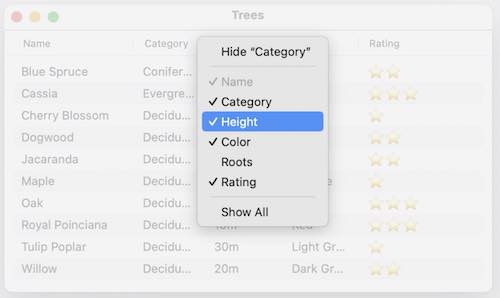 Trees
Name Category Rating
Blue Spruce Conifer...
Cassia Evergre...
Cherry Blossom Decidu...
Dogwood Decidu...
Jacaranda Decidu...
Maple Decidu...
Oak Decidu...
Royal Poinciana Decidu...
Tulip Poplar Decidu... 10m Light Gr...
Willow Decidu... 20m Dark Gr...
Hide “Category”
✓ Name
✓ Category
✓ Height
✓ Color
Roots
✓ Rating
Show All